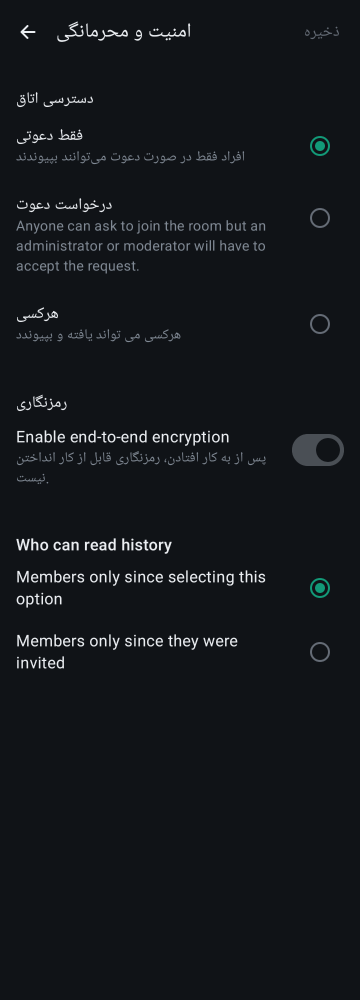 امنیت و محرمانگی
ذخیره
دسترسی اتاق
فقط دعوتی
افراد فقط در صورت دعوت می‌توانند بپیوندند
درخواست دعوت
Anyone can ask to join the room but an
administrator or moderator will have to
accept the request.
هرکسی
هرکسی می تواند یافته و بپیوندد
رمزنگاری
Enable end-to-end encryption
پس از به کار افتادن، رمزنگاری قابل از کار انداختن
نیست.
Who can read history
Members only since selecting this
option
Members only since they were
invited